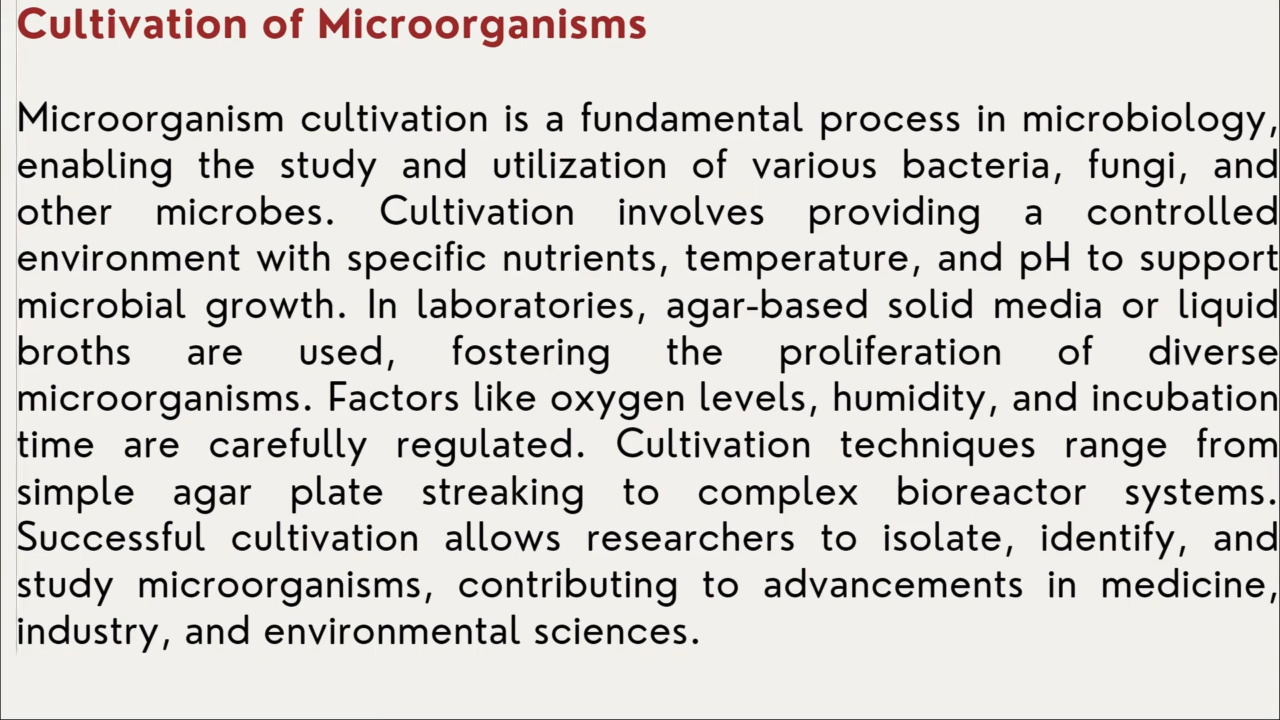 Cultivation of Microorganisms
Microorganism cultivation is a fundamental process in microbiology,
enabling the study and utilization of various bacteria, fungi, and
other microbes. Cultivation involves providing a controlled
environment with specific nutrients, temperature, and pH to support
microbial growth. In laboratories, agar-based solid media or liquid
broths are used, fostering the proliferation of diverse
microorganisms. Factors like oxygen levels, humidity, and incubation
time are carefully regulated. Cultivation techniques range from
simple agar plate streaking to complex bioreactor systems.
Successful cultivation allows researchers to isolate, identify, and
study microorganisms, contributing to advancements in medicine,
industry, and environmental sciences.